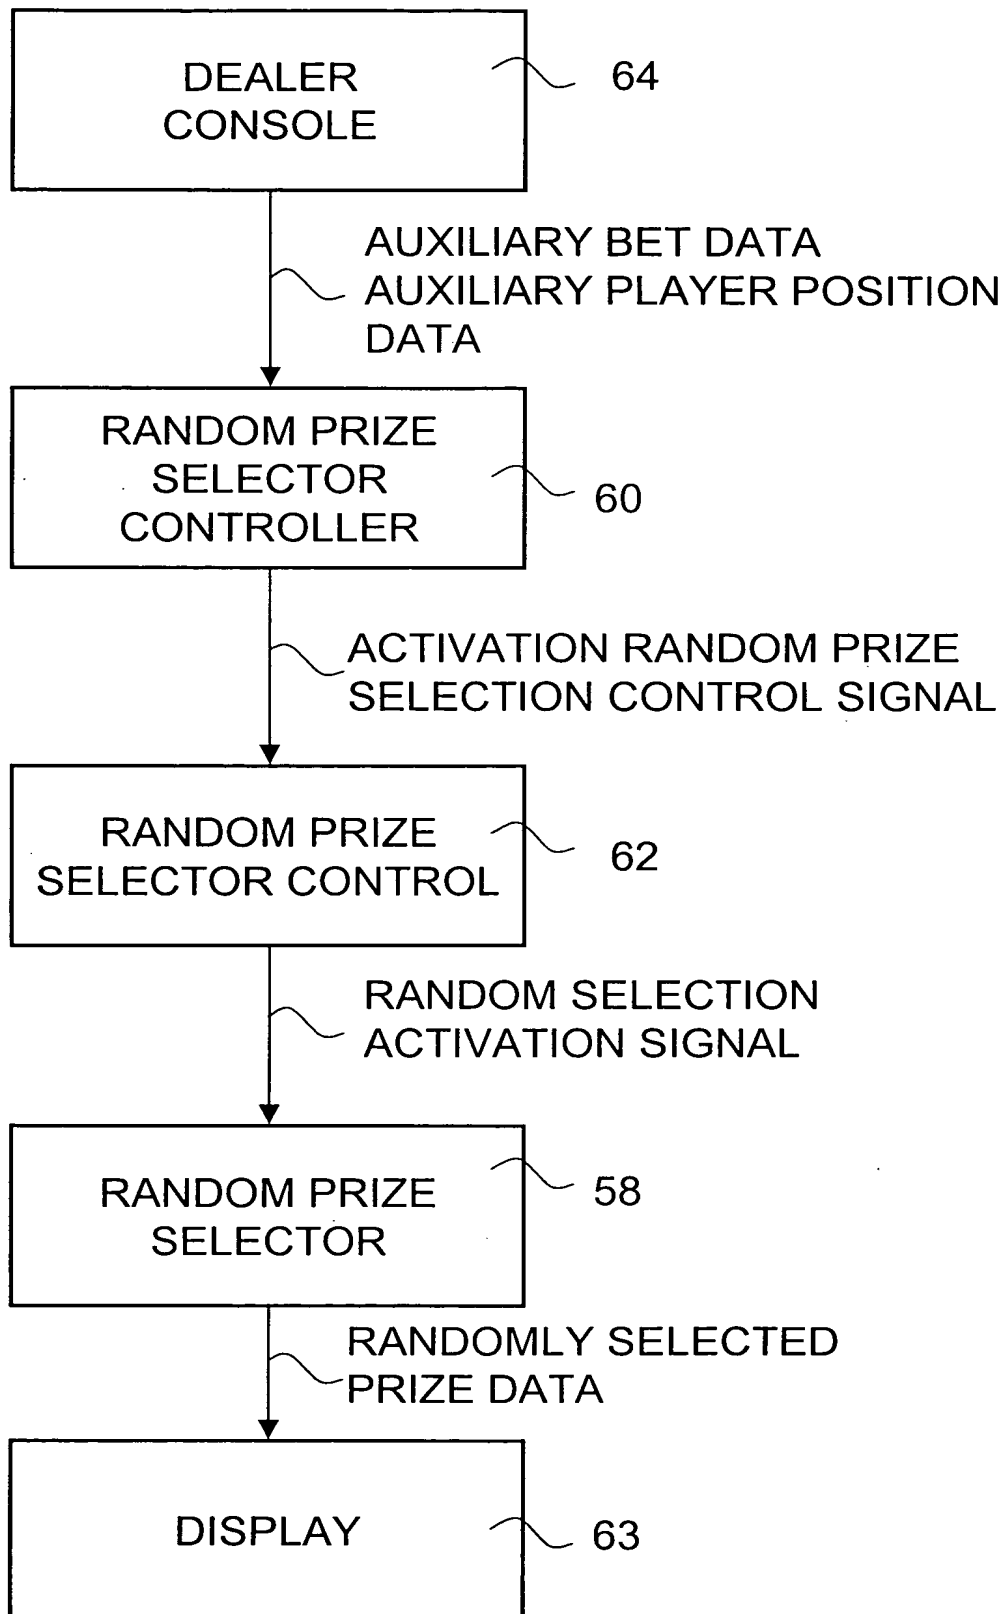 DEALER
CONSOLE
64
AUXILIARY BET DATA
AUXILIARY PLAYER POSITION
DATA
RANDOM PRIZE
SELECTOR
CONTROLLER
60
ACTIVATION RANDOM PRIZE
SELECTION CONTROL SIGNAL
RANDOM PRIZE
SELECTOR CONTROL
62
RANDOM SELECTION
ACTIVATION SIGNAL
RANDOM PRIZE
SELECTOR
58
RANDOMLY SELECTED
PRIZE DATA
DISPLAY
63